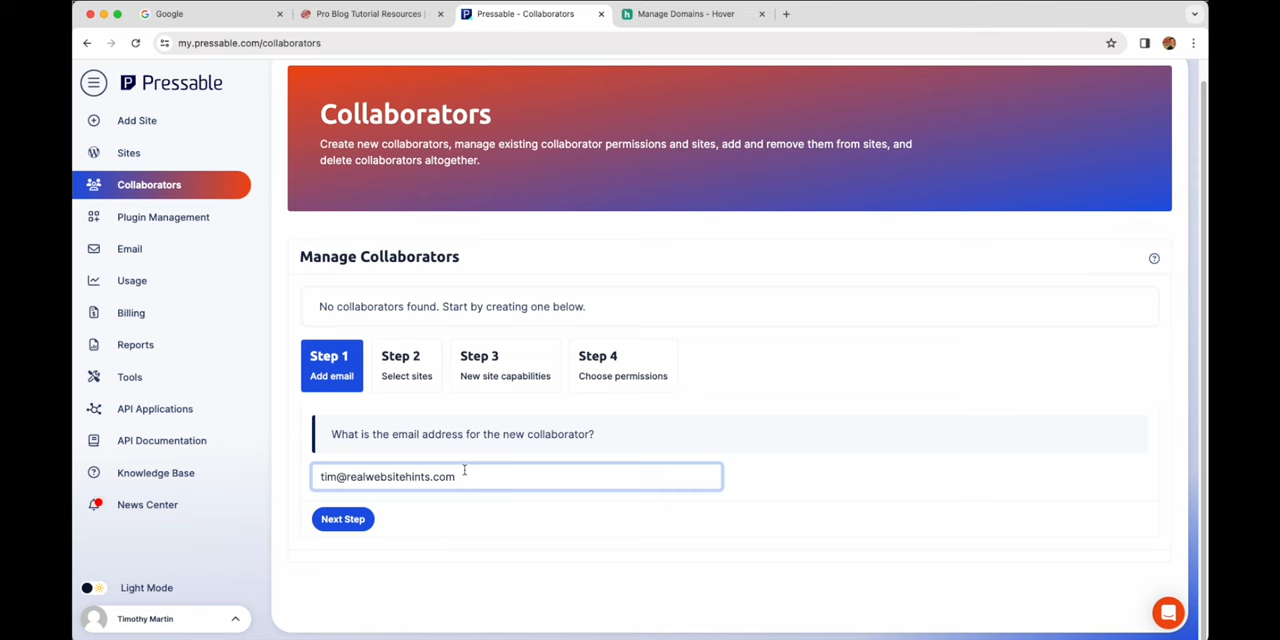 Google
Pro Blog Tutorial Resources |
Pressable - Collaborators
Manage Domains - Hover
my.pressable.com/collaborators
Pressable
Add Site
Sites
Collaborators
Plugin Management
Email
Usage
Billing
Reports
Tools
API Applications
API Documentation
Knowledge Base
News Center
Light Mode
Timothy Martin
Collaborators
Create new collaborators, manage existing collaborator permissions and sites, add and remove them from sites, and
delete collaborators altogether.
Manage Collaborators
No collaborators found. Start by creating one below.
Step 1
Add email
Step 2
Select sites
Step 3
New site capabilities
Step 4
Choose permissions
What is the email address for the new collaborator?
tim@realwebsitehints.com
Next Step